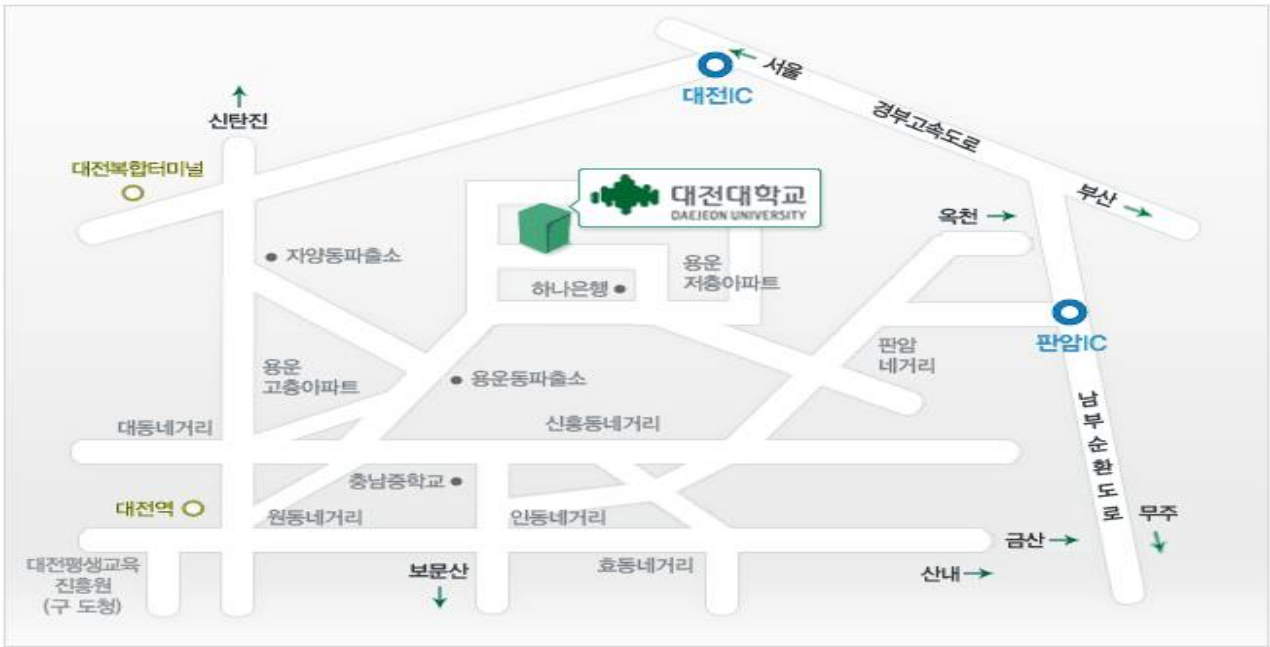 서울
대전IC
경부고속도로
신탄진
대전복합터미널
대전대학교
DAEJEON UNIVERSITY
부산
옥천
자양동파출소
용운
저층아파트
하나은행
판암IC
판암
네거리
용운
고층아파트
용운동파출소
남부순환도로
대동네거리
신흥동네거리
충남중학교
대전역
원동네거리
인동네거리
무주
금산
대전평생교육
진흥원
(구 도청)
보문산
효동네거리
산내